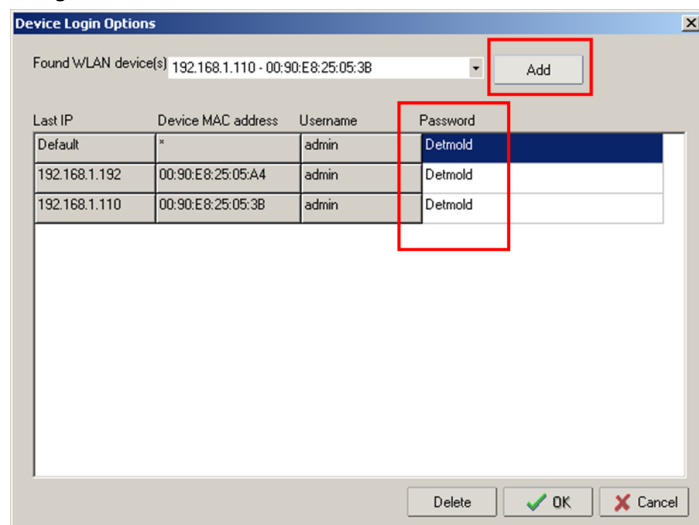 Device Login Options
Found WLAN device(s) 192.168.1.110 - 00:90:E8:25:05:3B Add
Last IP Device MAC address Username Password
Default * admin Detmold
192.168.1.192 00:90:E8:25:05:A4 admin Detmold
192.168.1.110 00:90:E8:25:05:3B admin Detmold
Delete OK Cancel